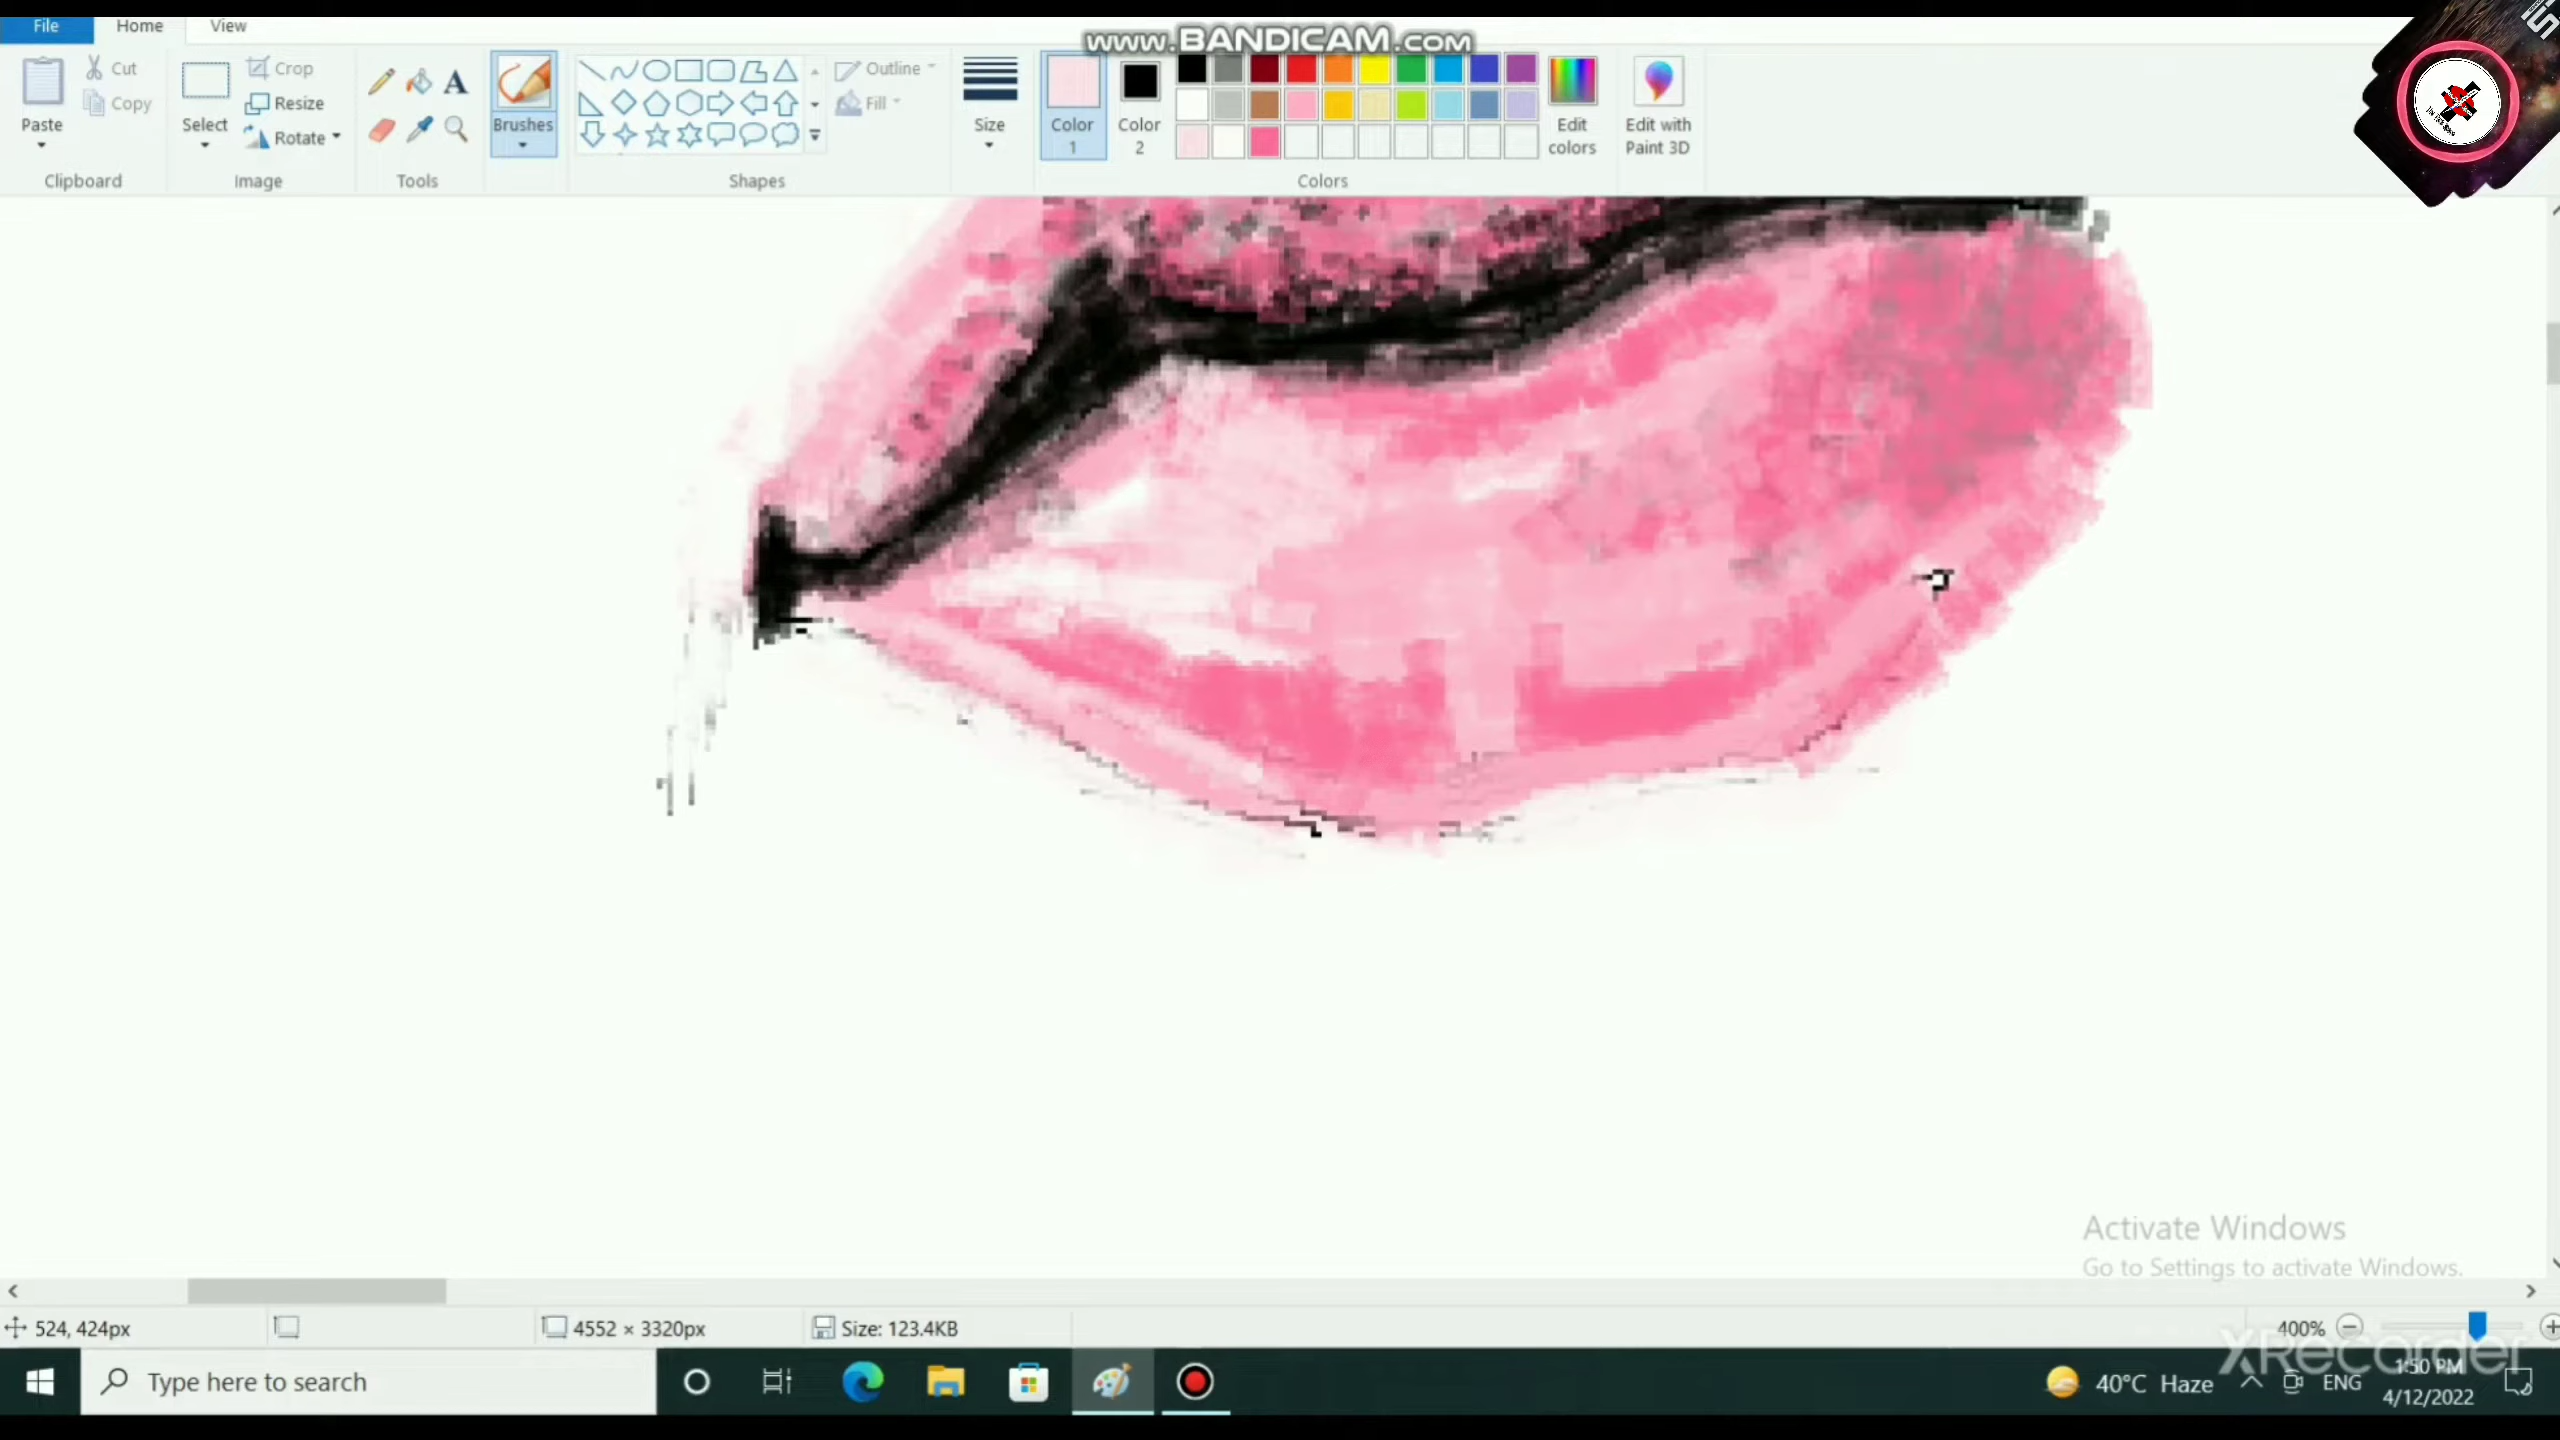 File Home View
www.BANDICAM.com
Cut
Copy
Paste
Clipboard
Crop
Resize
Rotate
Select
Image
A
Tools
Brushes
Shapes
Outline
Fill
Size
Color
1
Color
2
Edit
colors
Edit with
Paint 3D
Colors
Activate Windows
Go to Settings to activate Windows.
524, 424px
4552 × 3320px
Size: 123.4KB
400%
XRecorder
Type here to search
40°C Haze
ENG
1:50 PM
4/12/2022